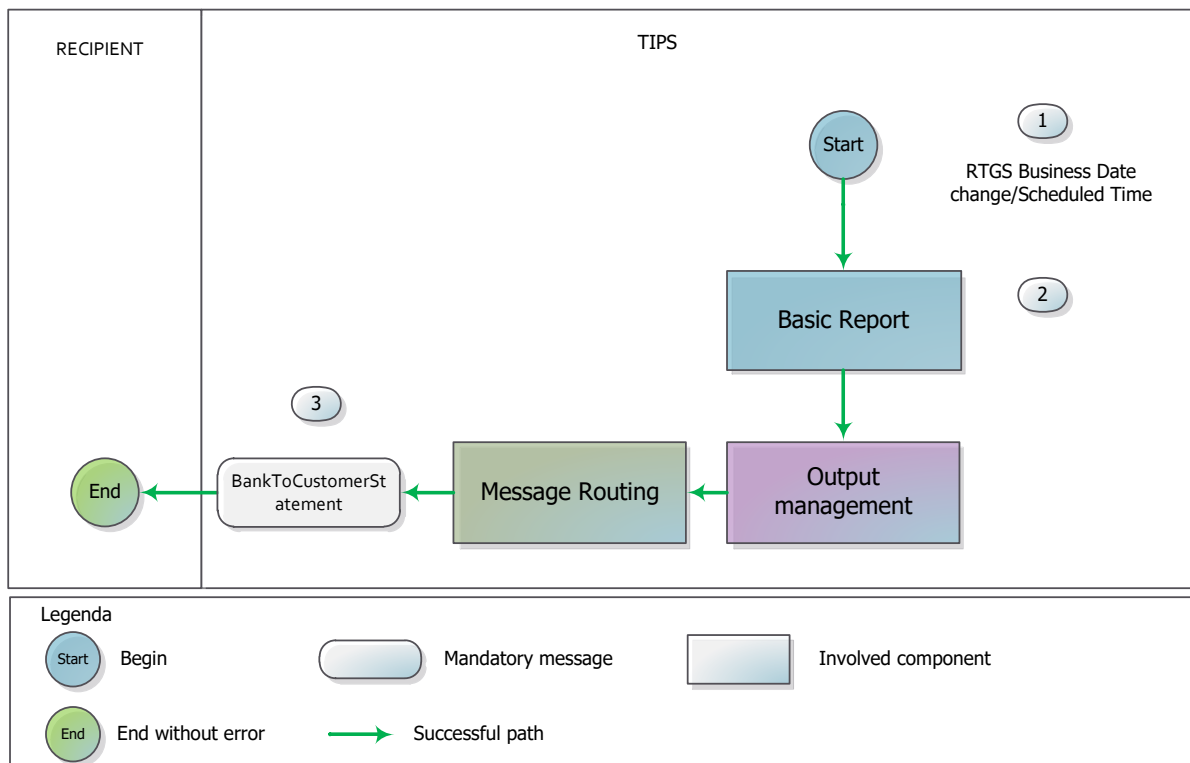 RECIPIENT
TIPS
Start
1
RTGS Business Date
change/Scheduled Time
Basic Report
2
3
End
BankToCustomerSt
atement
Message Routing
Output
management
Legenda
Start
Begin
Mandatory message
Involved component
End
End without error
Successful path